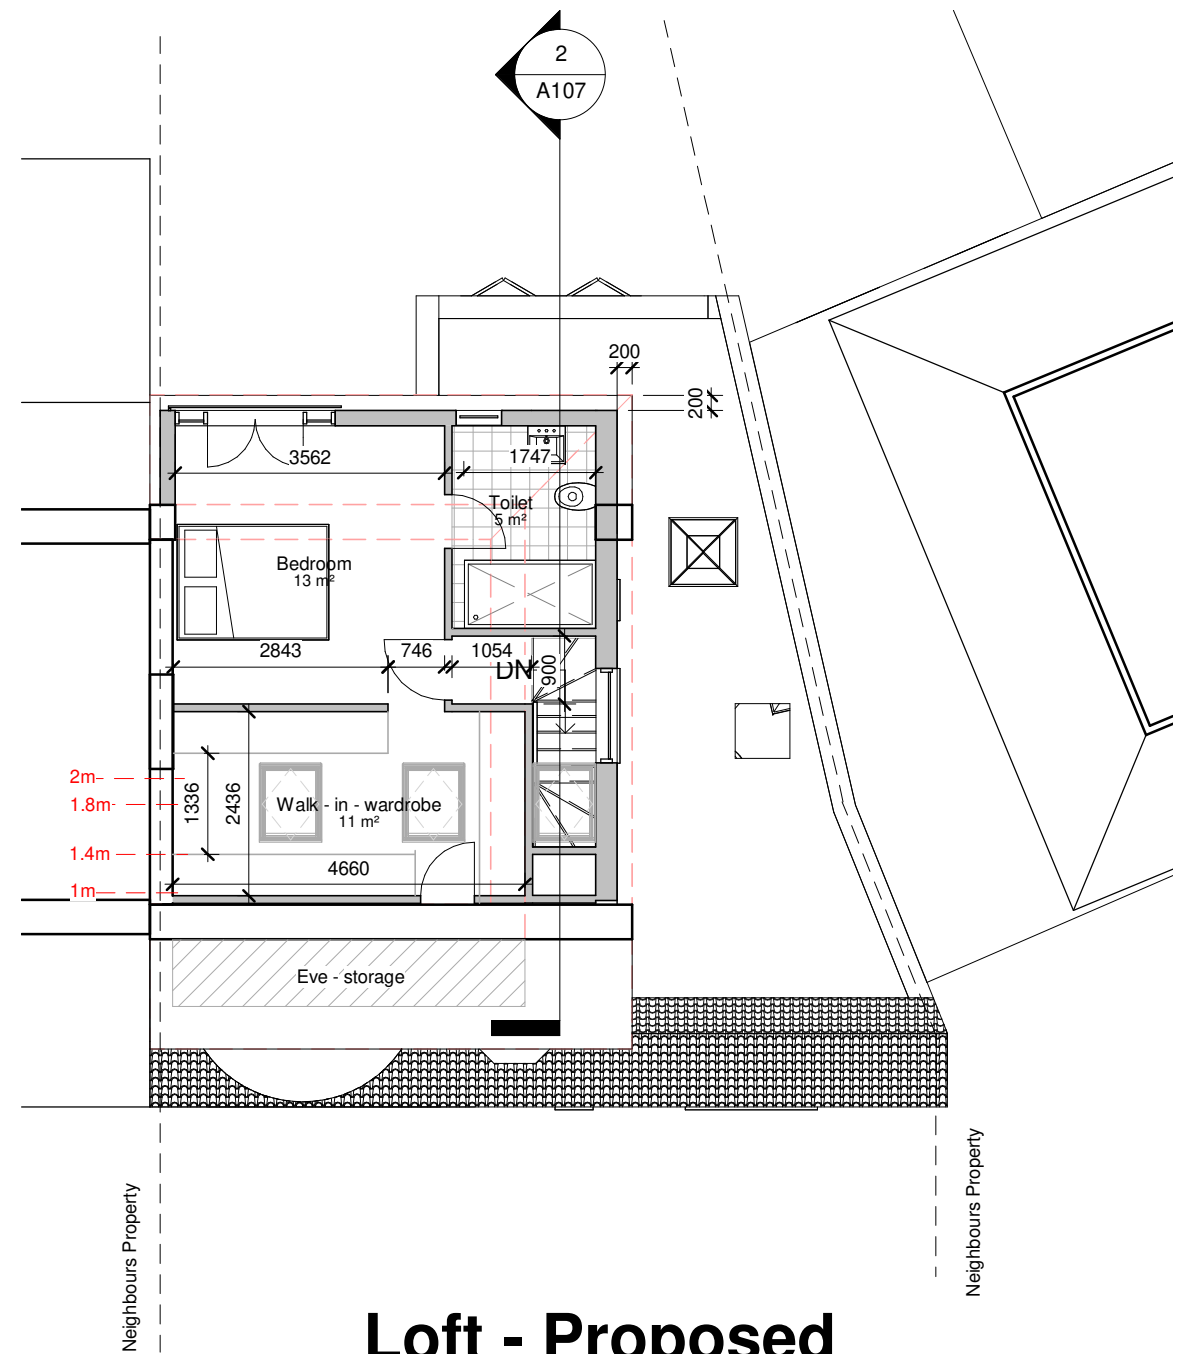 2
A107
200
200
3562
1747
Toilet
5 m²
Bedroom
13 m²
2843
746
1054
DN
900
2m
1.8m
1.4m
1m
1336
2436
Walk - in - wardrobe
11 m²
4660
Eve - storage
Neighbours Property
Neighbours Property
Loft - Proposed